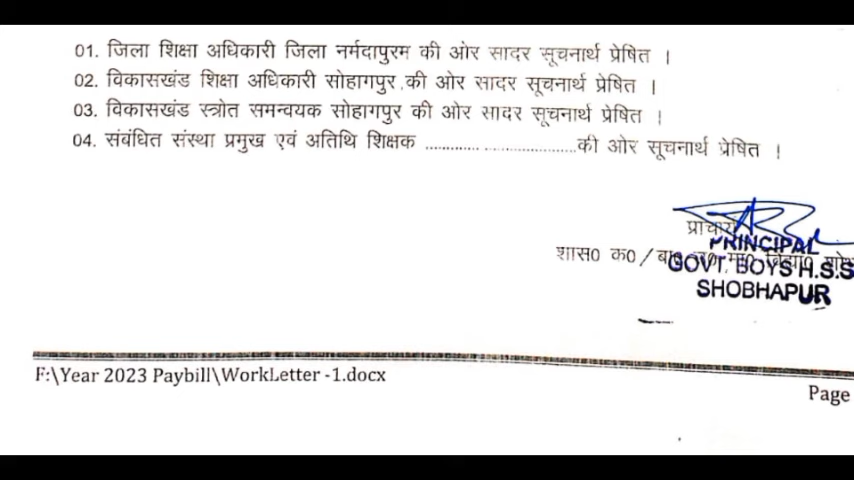 01. जिला शिक्षा अधिकारी जिला नर्मदापुरम की ओर सादर सूचनार्थ प्रेषित ।
02. विकासखंड शिक्षा अधिकारी सोहागपुर की ओर सादर सूचनार्थ प्रेषित ।
03. विकासखंड स्त्रोत समन्वयक सोहागपुर की ओर सादर सूचनार्थ प्रेषित ।
04. संबंधित संस्था प्रमुख एवं अतिथि शिक्षक ............ ....................की ओर सूचनार्थ प्रेषित ।
प्राचार्य
PRINCIPAL
शास0 क0/
GOVT. BOYS H.S.S
SHOBHAPUR
F:\Year 2023 Paybill\WorkLetter -1.docx
Page